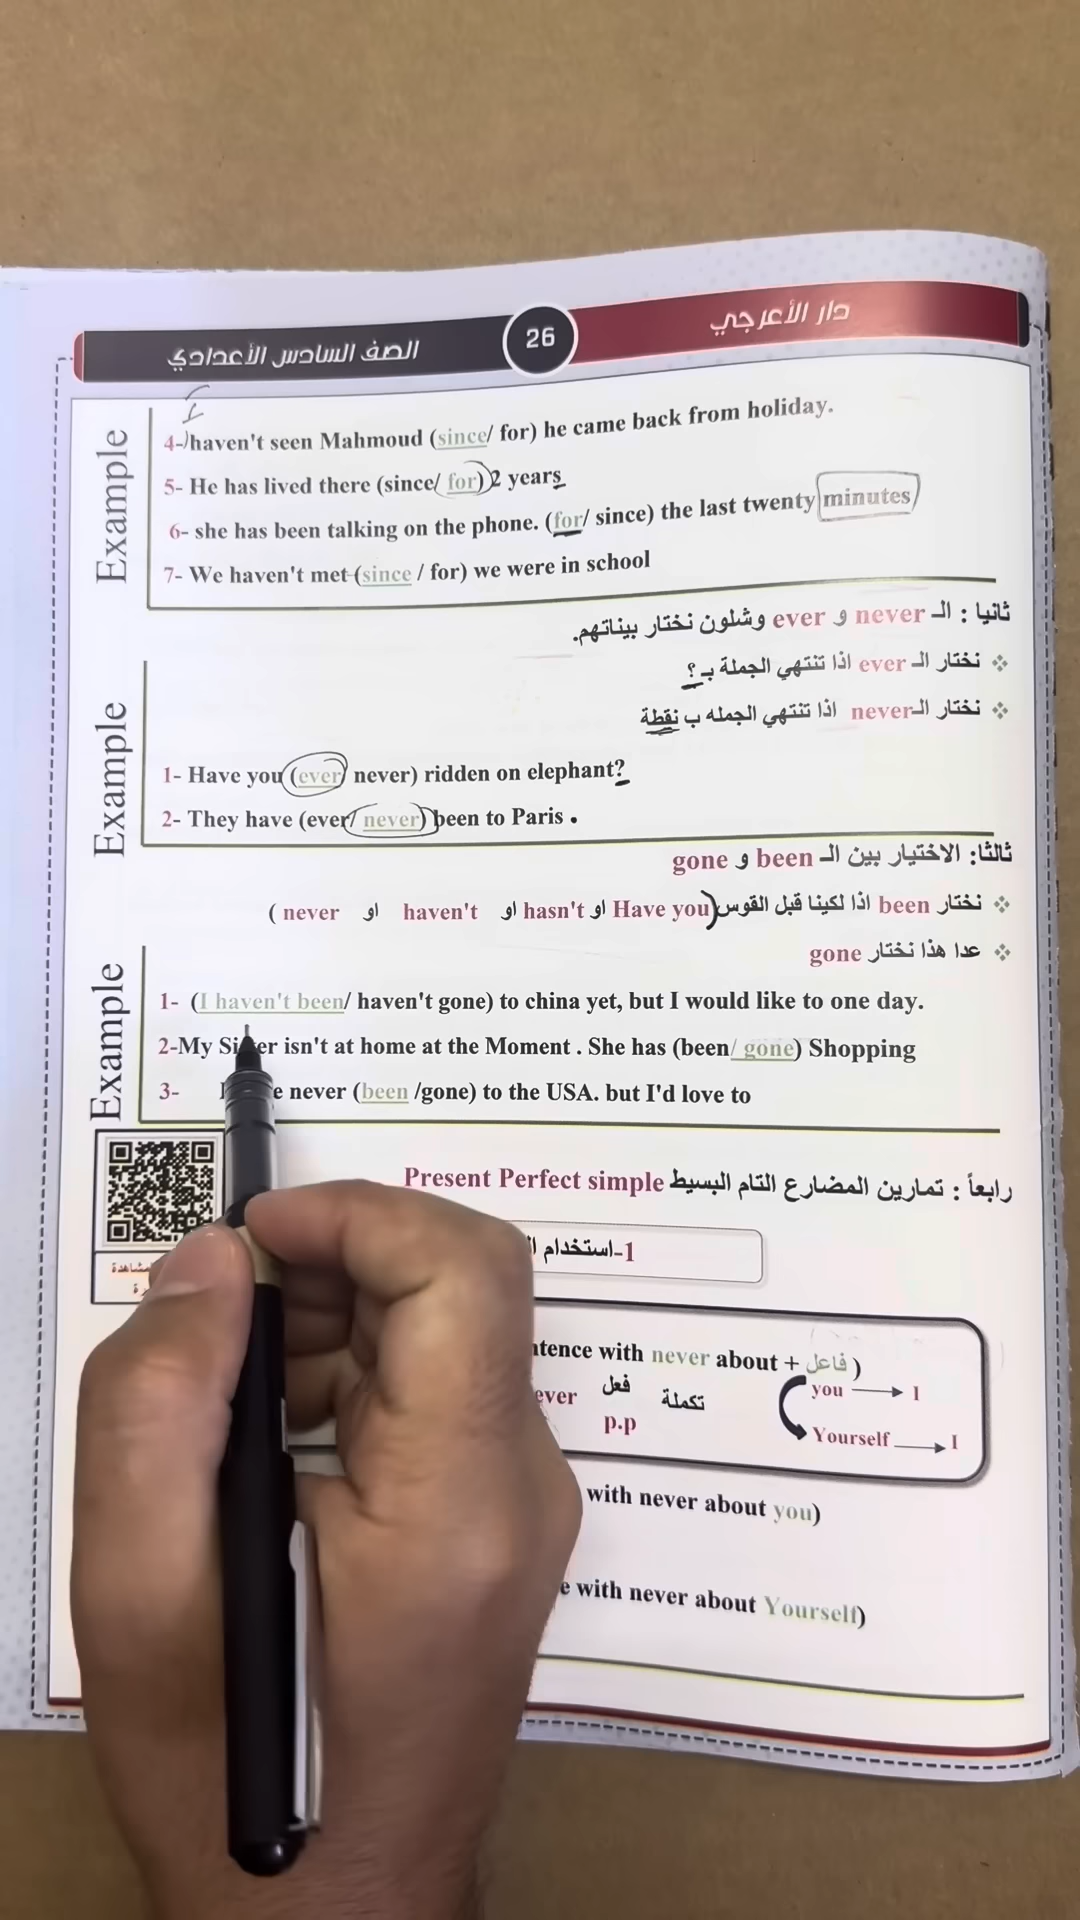 دار الأعرجي
26
الصف السادس الأعدادي
Example
I
4- haven't seen Mahmoud (since/ for) he came back from holiday.
5- He has lived there (since/ for) 2 years
6- she has been talking on the phone. (for/ since) the last twenty minutes
7- We haven't met (since / for) we were in school
ثانيا : الـ never و ever وشلون نختار بيناتهم.
نختار الـ ever اذا تنتهي الجملة بـ ؟
نختار الـnever اذا تنتهي الجمله ب نقطة
Example
1- Have you (ever/ never) ridden on elephant?
2- They have (ever/ never) been to Paris .
ثالثا: الاختيار بين الـ been و gone
نختار been اذا لكينا قبل القوس(Have you او hasn't او haven't او never )
عدا هذا نختار gone
Example
1- (I haven't been/ haven't gone) to china yet, but I would like to one day.
2-My Sister isn't at home at the Moment . She has (been/ gone) Shopping
3- never (been /gone) to the USA. but I'd love to
رابعاً : تمارين المضارع التام البسيط Present Perfect simple
1-استخدام
with never about + فاعل )
فعل تكملة you → I
p.p
Yourself → I
with never about you)
with never about Yourself)